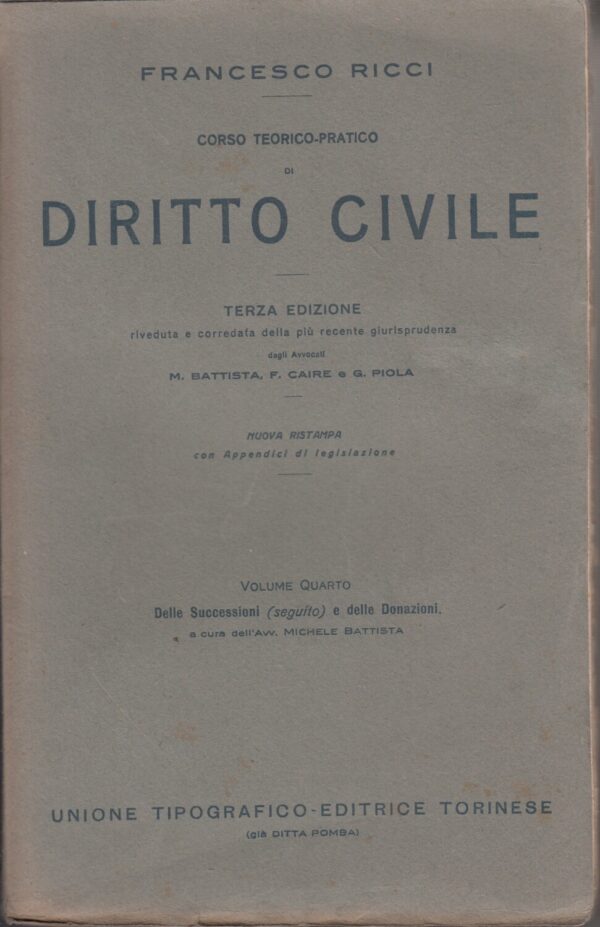 FRANCESCO RICCI
CORSO TEORICO-PRATICO
DI
DIRITTO CIVILE
TERZA EDIZIONE
riveduta e corredata della più recente giurisprudenza
dagli Avvocati
M. BATTISTA, F. CAIRE e G. PIOLA
NUOVA RISTAMPA
con Appendici di legislazione
VOLUME QUARTO
Delle Successioni (seguito) e delle Donazioni.
a cura dell'Avv. MICHELE BATTISTA
UNIONE TIPOGRAFICO-EDITRICE TORINESE
(già DITTA POMBA)